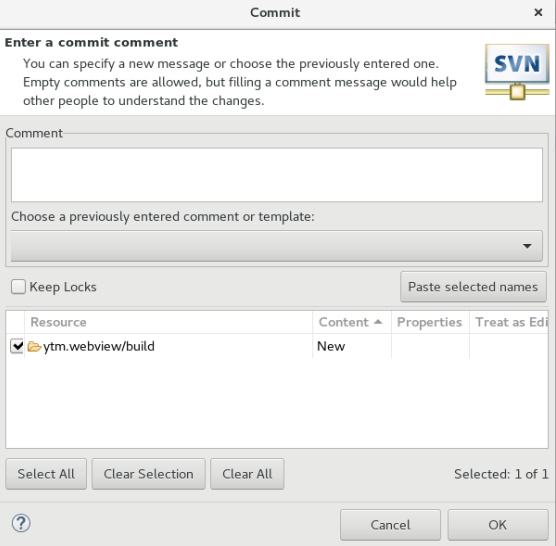 Commit
Enter a commit comment
You can specify a new message or choose the previously entered one.
Empty comments are allowed, but filling a comment message would help
other people to understand the changes.
SVN
Comment
Choose a previously entered comment or template:
Keep Locks
Paste selected names
Resource Content Properties Treat as Edi
ytm.webview/build New
Select All Clear Selection Clear All Selected: 1 of 1
? Cancel OK